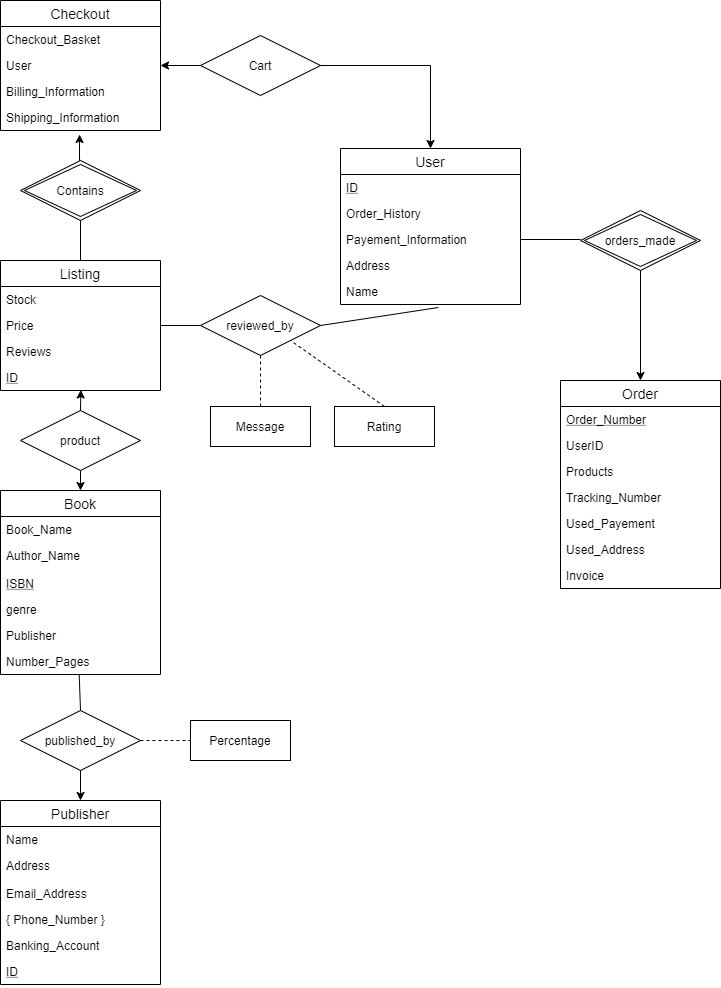 Checkout
Checkout_Basket
User
Billing_Information
Shipping_Information
Cart
Contains
User
ID
Order_History
Payement_Information
Address
Name
orders_made
Listing
Stock
Price
Reviews
ID
reviewed_by
Message
Rating
product
Order
Order_Number
UserID
Products
Tracking_Number
Used_Payement
Used_Address
Invoice
Book
Book_Name
Author_Name
ISBN
genre
Publisher
Number_Pages
published_by
Percentage
Publisher
Name
Address
Email_Address
{ Phone_Number }
Banking_Account
ID